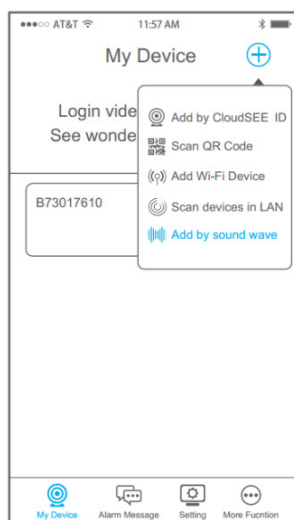 AT&T 11:57 AM
My Device
Login vide
See wonde
Add by CloudSEE ID
Scan QR Code
Add Wi-Fi Device
Scan devices in LAN
Add by sound wave
B73017610
My Device Alarm Message Setting More Fucntion